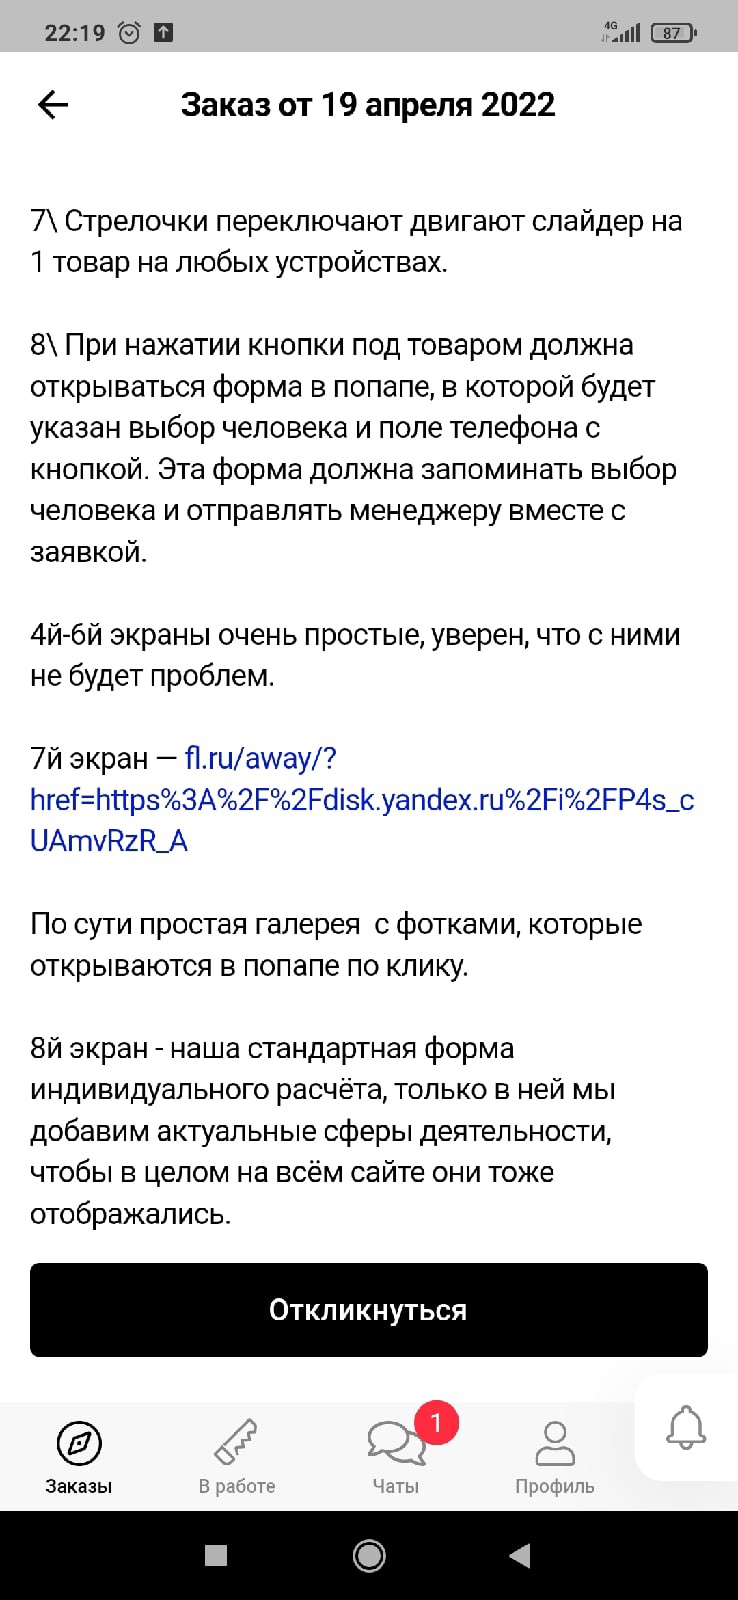 22:19
4G
87
Заказ от 19 апреля 2022
7\ Стрелочки переключают двигают слайдер на
1 товар на любых устройствах.
8\ При нажатии кнопки под товаром должна
открываться форма в попапе, в которой будет
указан выбор человека и поле телефона с
кнопкой. Эта форма должна запоминать выбор
человека и отправлять менеджеру вместе с
заявкой.
4й-6й экраны очень простые, уверен, что с ними
не будет проблем.
7й экран — fl.ru/away/?
href=https%3A%2F%2Fdisk.yandex.ru%2Fi%2FP4s_c
UAmvRzR_A
По сути простая галерея  с фотками, которые
открываются в попапе по клику.
8й экран - наша стандартная форма
индивидуального расчёта, только в ней мы
добавим актуальные сферы деятельности,
чтобы в целом на всём сайте они тоже
отображались.
Откликнуться
1
Заказы
В работе
Чаты
Профиль